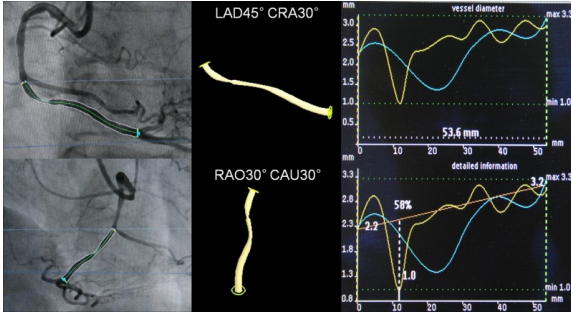 LAD45° CRA30°
RAO30° CAU30°
vessel diameter
mm
3.0
2.5
2.0
1.5
1.0
0.5
max 3.3
min 1.0
53.6 mm
mm
0 10 20 30 40 50
detailed information
mm
3.3
2.8
2.3
1.8
1.3
0.8
max 3.3
3.2
58%
2.2
1.0
min 1.0
mm
0 10 20 30 40 50